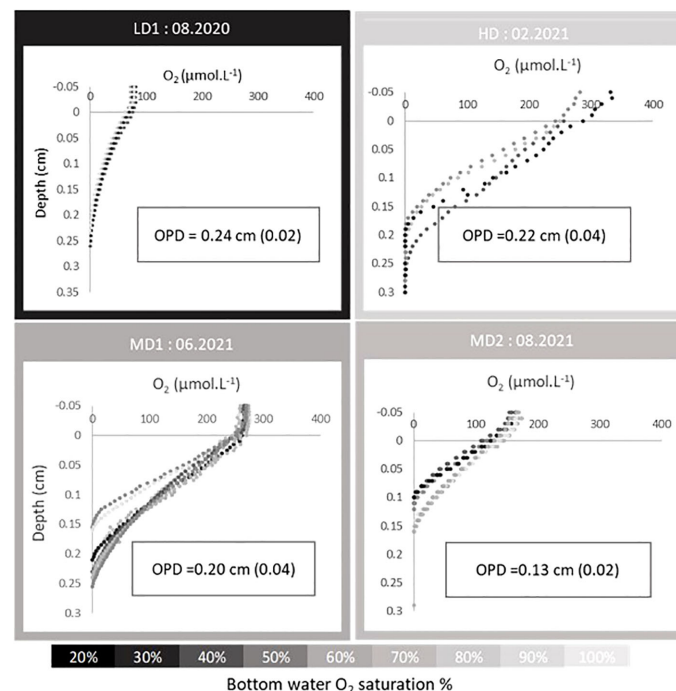 LD1 : 08.2020
O2 (µmol.L-1)
0 100 200 300 400
-0.05
0
0.05
0.1
0.15
0.2
0.25
0.3
0.35
Depth (cm)
OPD = 0.24 cm (0.02)
HD : 02.2021
O2 (µmol.L-1)
0 100 200 300 400
-0.05
0
0.05
0.1
0.15
0.2
0.25
0.3
OPD =0.22 cm (0.04)
MD1 : 06.2021
O2 (µmol.L-1)
0 100 200 300 400
-0.05
0
0.05
0.1
0.15
0.2
0.25
0.3
Depth (cm)
OPD =0.20 cm (0.04)
MD2 : 08.2021
O2 (µmol.L-1)
0 100 200 300 400
-0.05
0
0.05
0.1
0.15
0.2
0.25
0.3
OPD =0.13 cm (0.02)
20% 30% 40% 50% 60% 70% 80% 90% 100%
Bottom water O2 saturation %